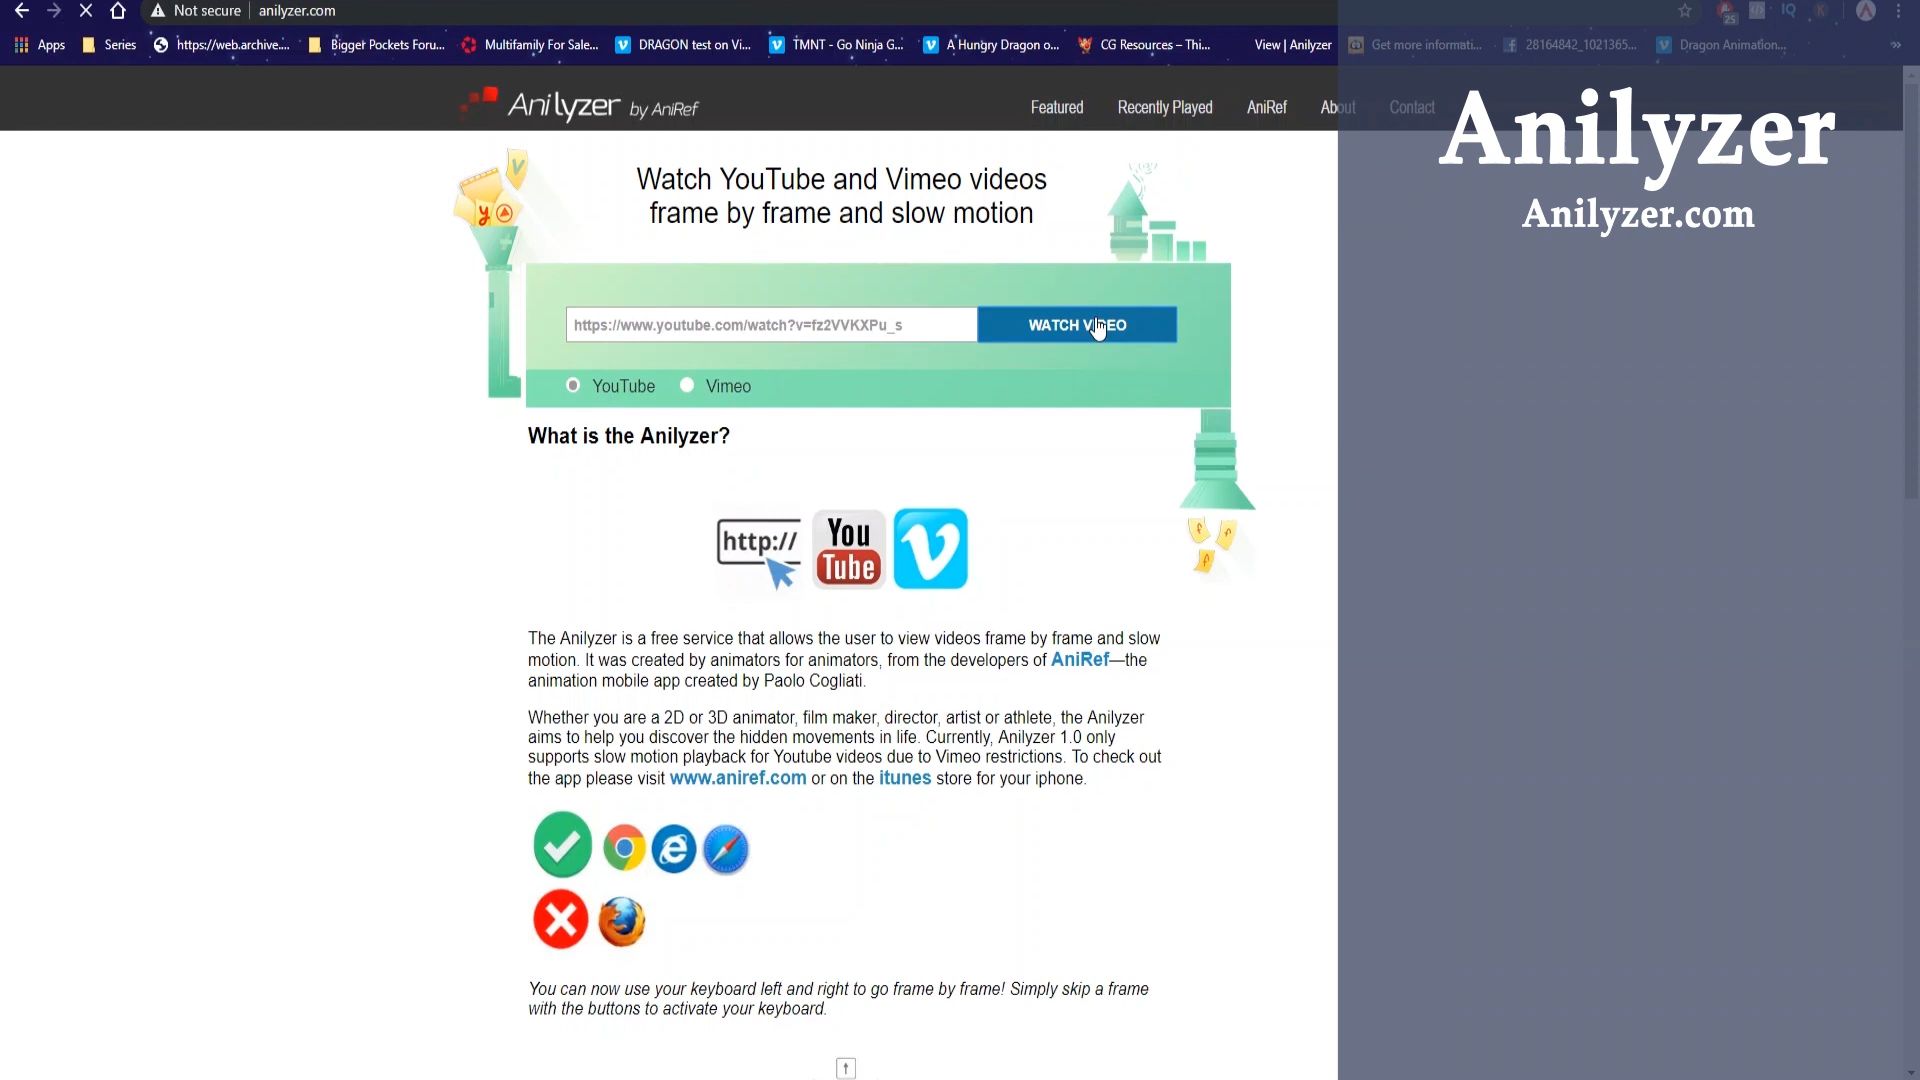 Not secure anilyzer.com
Apps Series https://web.archive.... Bigger Pockets Foru... Multifamily For Sale... DRAGON test on Vi... TMNT - Go Ninja G... A Hungry Dragon o... CG Resources – Thi... View | Anilyzer Get more informati... 28164842_1021365... Dragon Animation...
25
IQ
K
Anilyzer by AniRef
Featured Recently Played AniRef About Contact
Anilyzer
Anilyzer.com
Watch YouTube and Vimeo videos
frame by frame and slow motion
https://www.youtube.com/watch?v=fz2VVKXPu_s
WATCH VIDEO
YouTube Vimeo
What is the Anilyzer?
http://
You
Tube
The Anilyzer is a free service that allows the user to view videos frame by frame and slow
motion. It was created by animators for animators, from the developers of AniRef—the
animation mobile app created by Paolo Cogliati.
Whether you are a 2D or 3D animator, film maker, director, artist or athlete, the Anilyzer
aims to help you discover the hidden movements in life. Currently, Anilyzer 1.0 only
supports slow motion playback for Youtube videos due to Vimeo restrictions. To check out
the app please visit www.aniref.com or on the itunes store for your iphone.
You can now use your keyboard left and right to go frame by frame! Simply skip a frame
with the buttons to activate your keyboard.